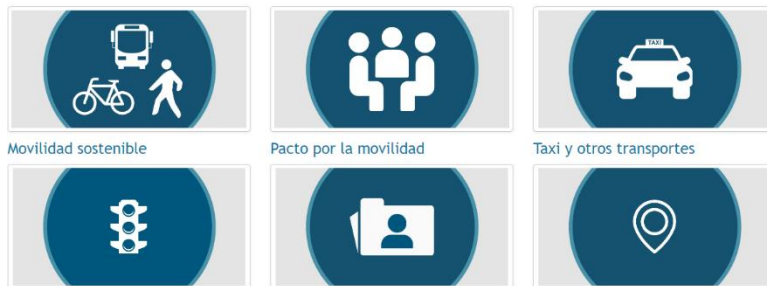 TAXI
Movilidad sostenible
Pacto por la movilidad
Taxi y otros transportes